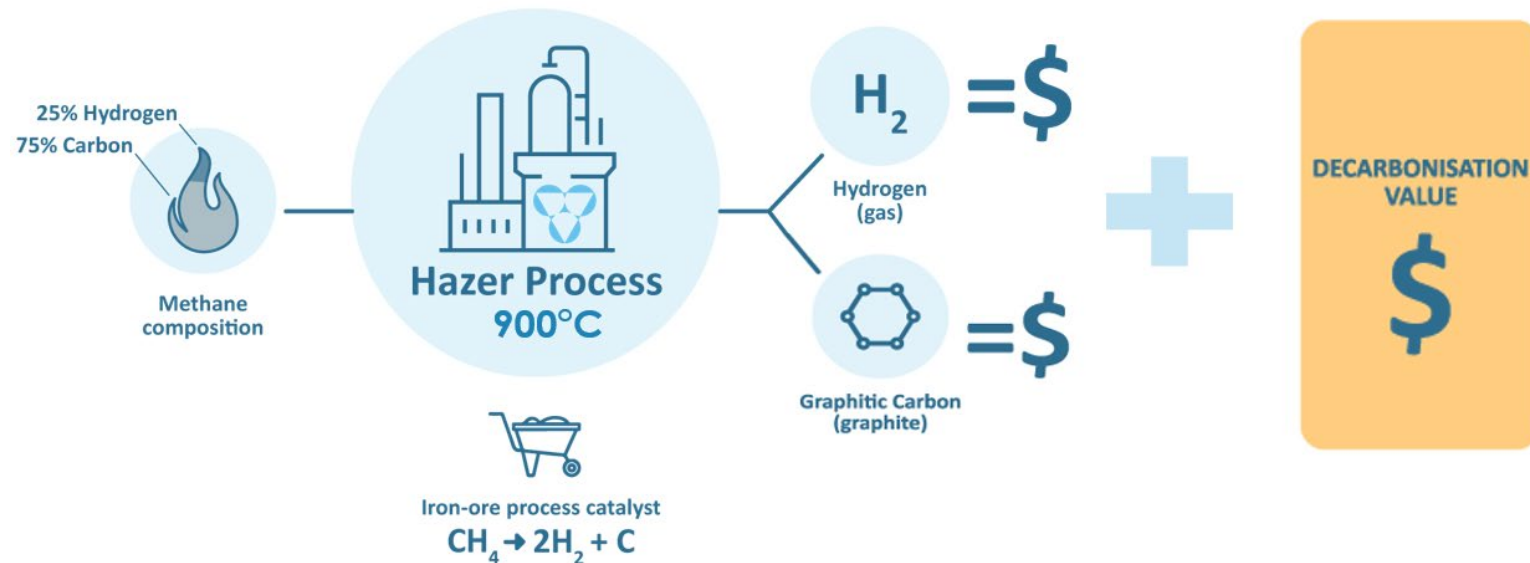 25% Hydrogen
75% Carbon
Methane
composition
Hazer Process
900°C
Iron-ore process catalyst
CH₄ → 2H₂ + C
H₂
=$
Hydrogen
(gas)
=$
Graphitic Carbon
(graphite)
+
DECARBONISATION
VALUE
$